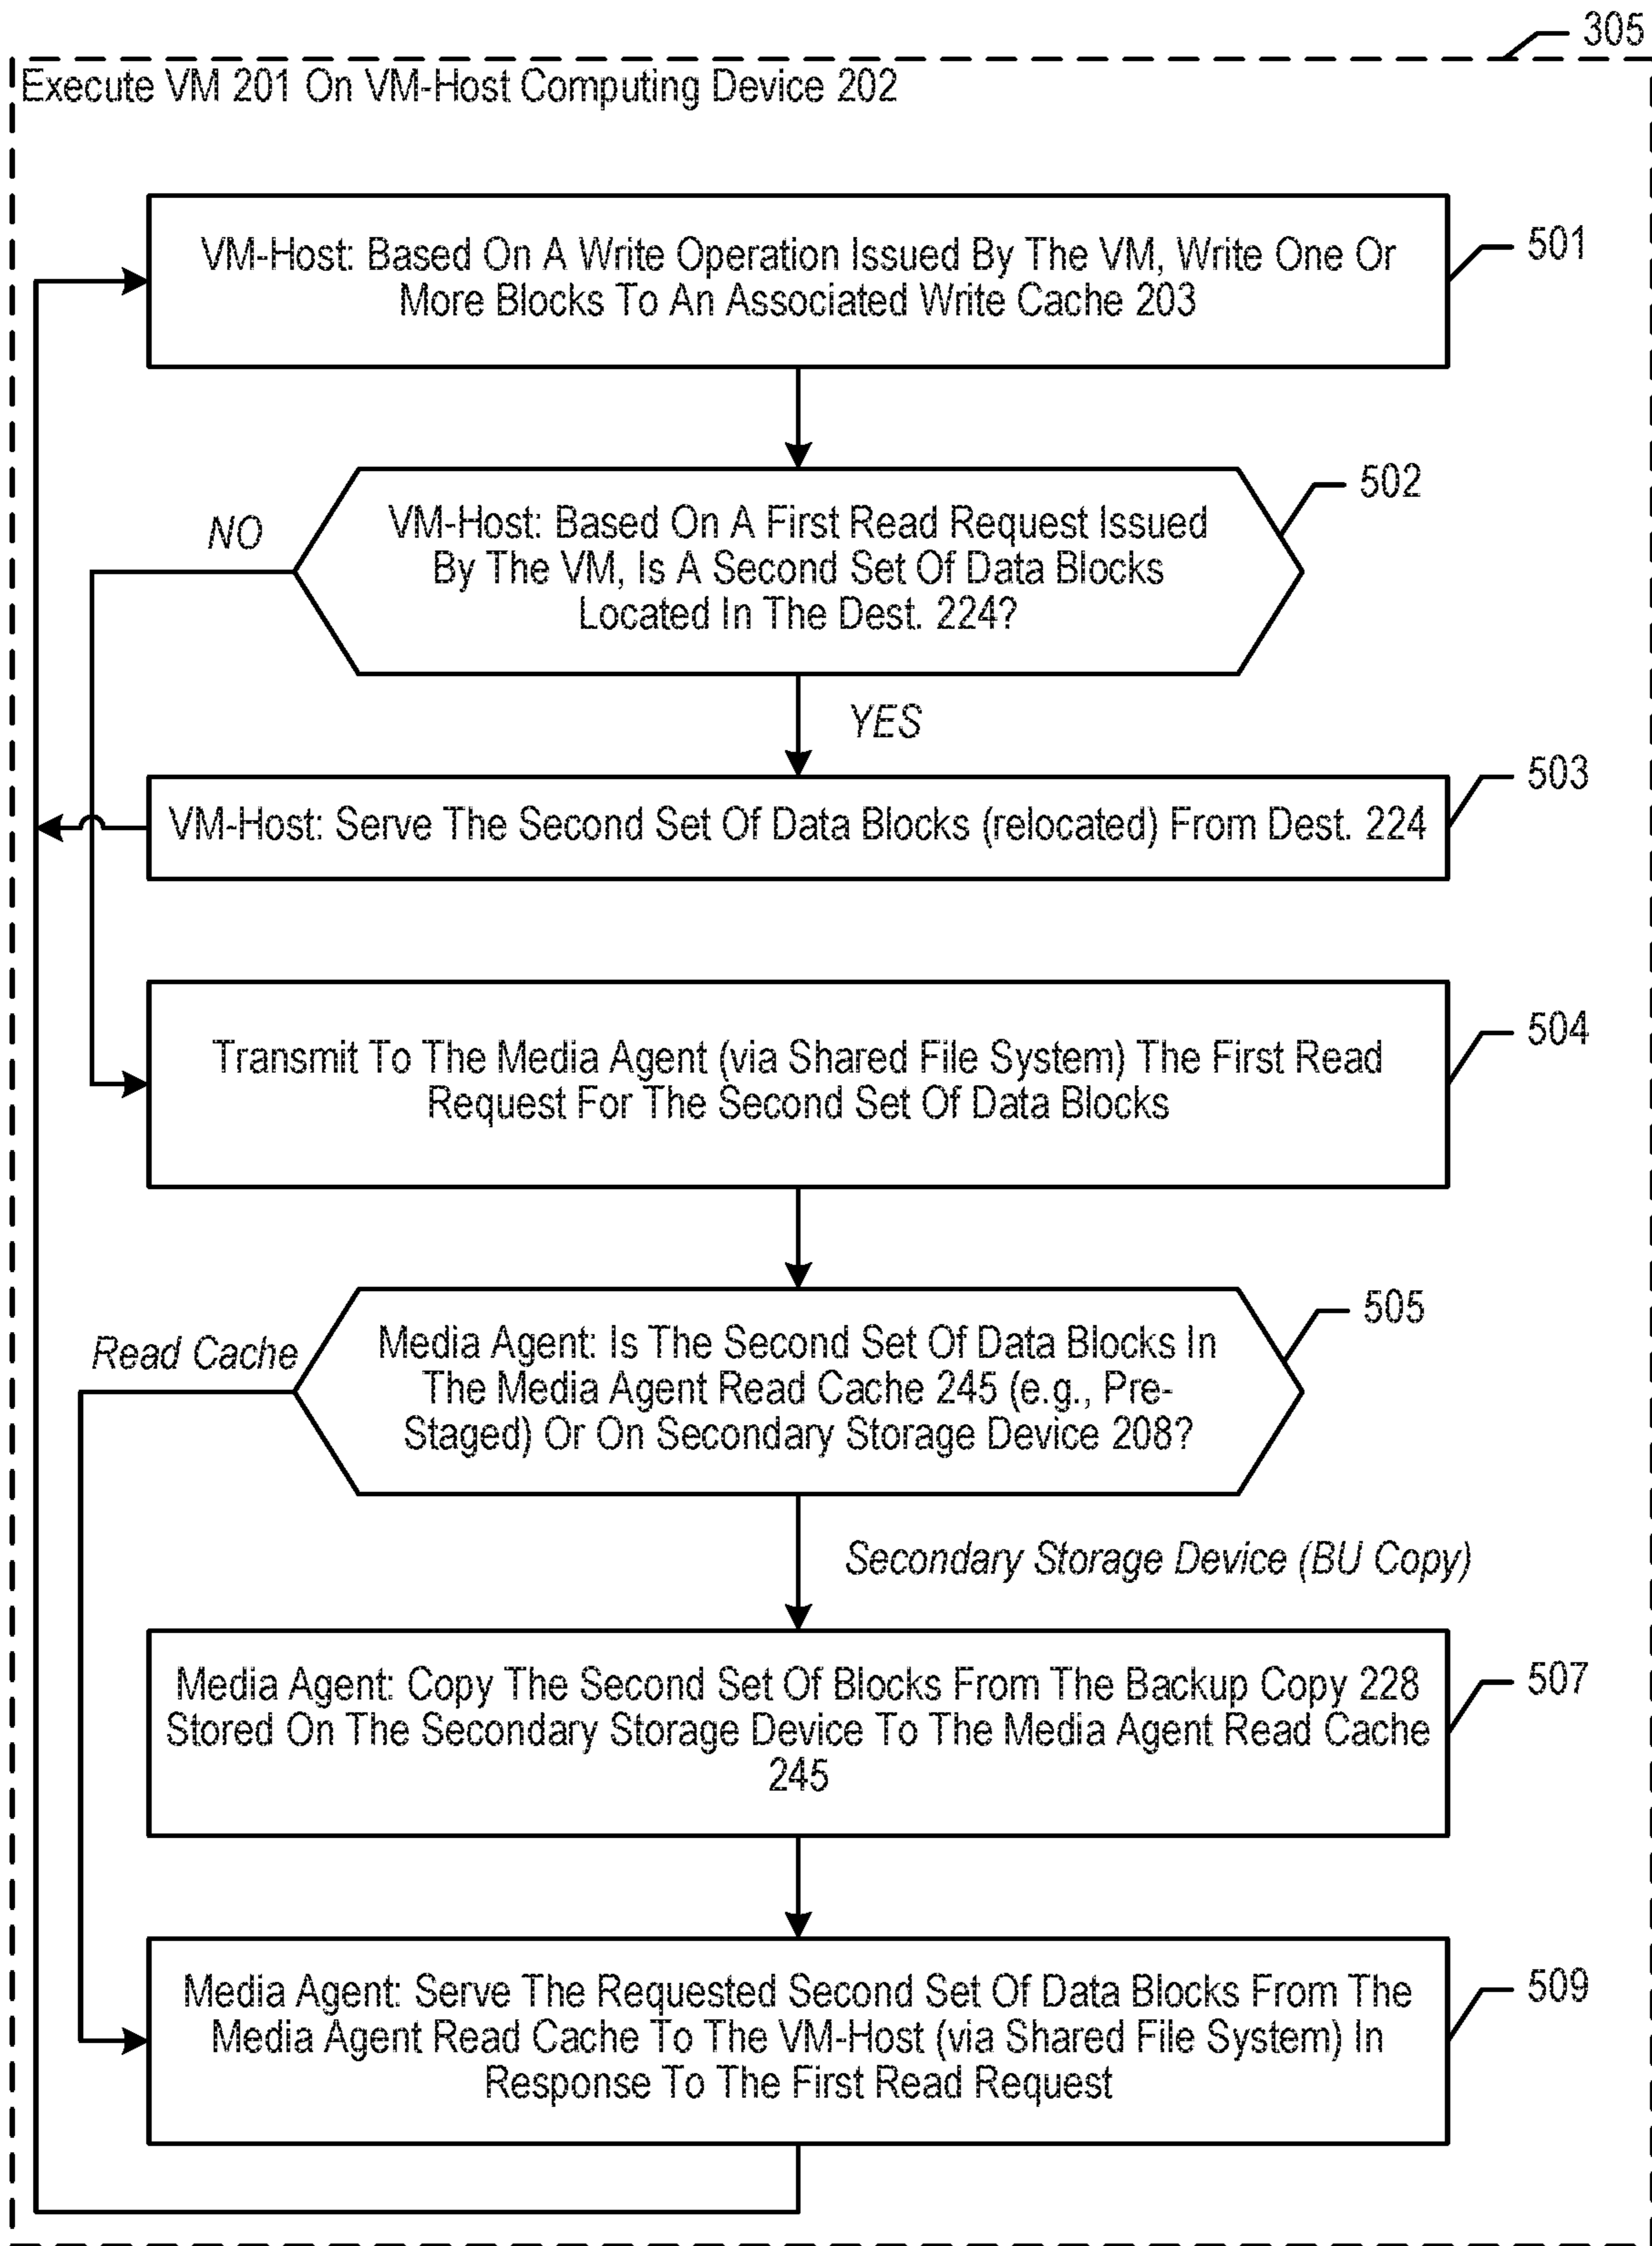 305
Execute VM 201 On VM-Host Computing Device 202
VM-Host: Based On A Write Operation Issued By The VM, Write One Or
More Blocks To An Associated Write Cache 203
501
VM-Host: Based On A First Read Request Issued
By The VM, Is A Second Set Of Data Blocks
Located In The Dest. 224?
502
NO
YES
VM-Host: Serve The Second Set Of Data Blocks (relocated) From Dest. 224
503
Transmit To The Media Agent (via Shared File System) The First Read
Request For The Second Set Of Data Blocks
504
Media Agent: Is The Second Set Of Data Blocks In
The Media Agent Read Cache 245 (e.g., Pre-
Staged) Or On Secondary Storage Device 208?
505
Read Cache
Secondary Storage Device (BU Copy)
Media Agent: Copy The Second Set Of Blocks From The Backup Copy 228
Stored On The Secondary Storage Device To The Media Agent Read Cache
245
507
Media Agent: Serve The Requested Second Set Of Data Blocks From The
Media Agent Read Cache To The VM-Host (via Shared File System) In
Response To The First Read Request
509